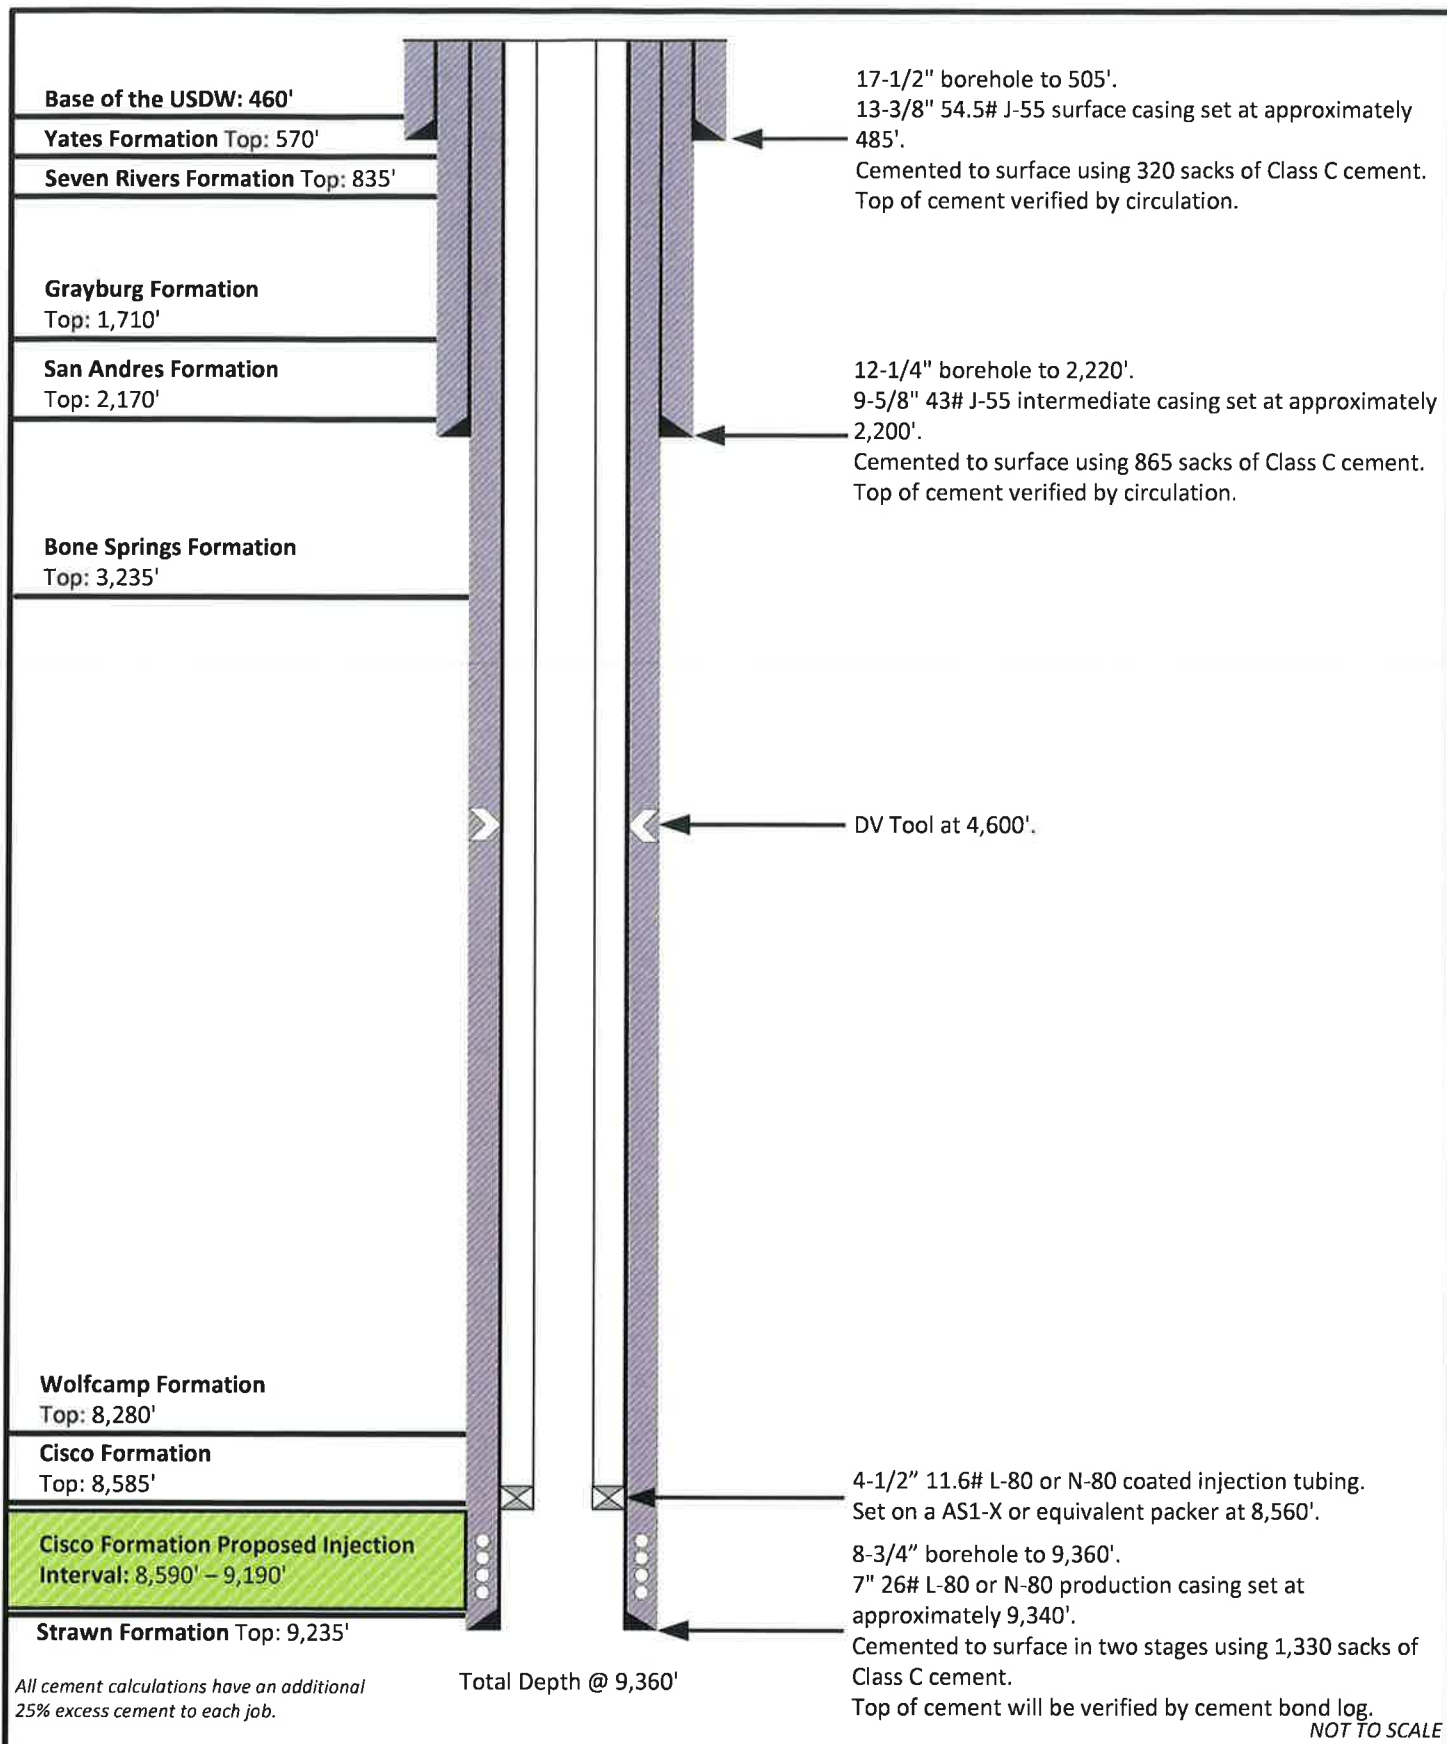 Base of the USDW: 460'
Yates Formation Top: 570'
Seven Rivers Formation Top: 835'
Grayburg Formation
Top: 1,710'
San Andres Formation
Top: 2,170'
Bone Springs Formation
Top: 3,235'
Wolfcamp Formation
Top: 8,280'
Cisco Formation
Top: 8,585'
Cisco Formation Proposed Injection
Interval: 8,590' – 9,190'
Strawn Formation Top: 9,235'
All cement calculations have an additional
25% excess cement to each job.
Total Depth @ 9,360'
17-1/2" borehole to 505'.
13-3/8" 54.5# J-55 surface casing set at approximately
485'.
Cemented to surface using 320 sacks of Class C cement.
Top of cement verified by circulation.
12-1/4" borehole to 2,220'.
9-5/8" 43# J-55 intermediate casing set at approximately
2,200'.
Cemented to surface using 865 sacks of Class C cement.
Top of cement verified by circulation.
DV Tool at 4,600'.
4-1/2” 11.6# L-80 or N-80 coated injection tubing.
Set on a AS1-X or equivalent packer at 8,560'.
8-3/4” borehole to 9,360'.
7" 26# L-80 or N-80 production casing set at
approximately 9,340'.
Cemented to surface in two stages using 1,330 sacks of
Class C cement.
Top of cement will be verified by cement bond log.
NOT TO SCALE